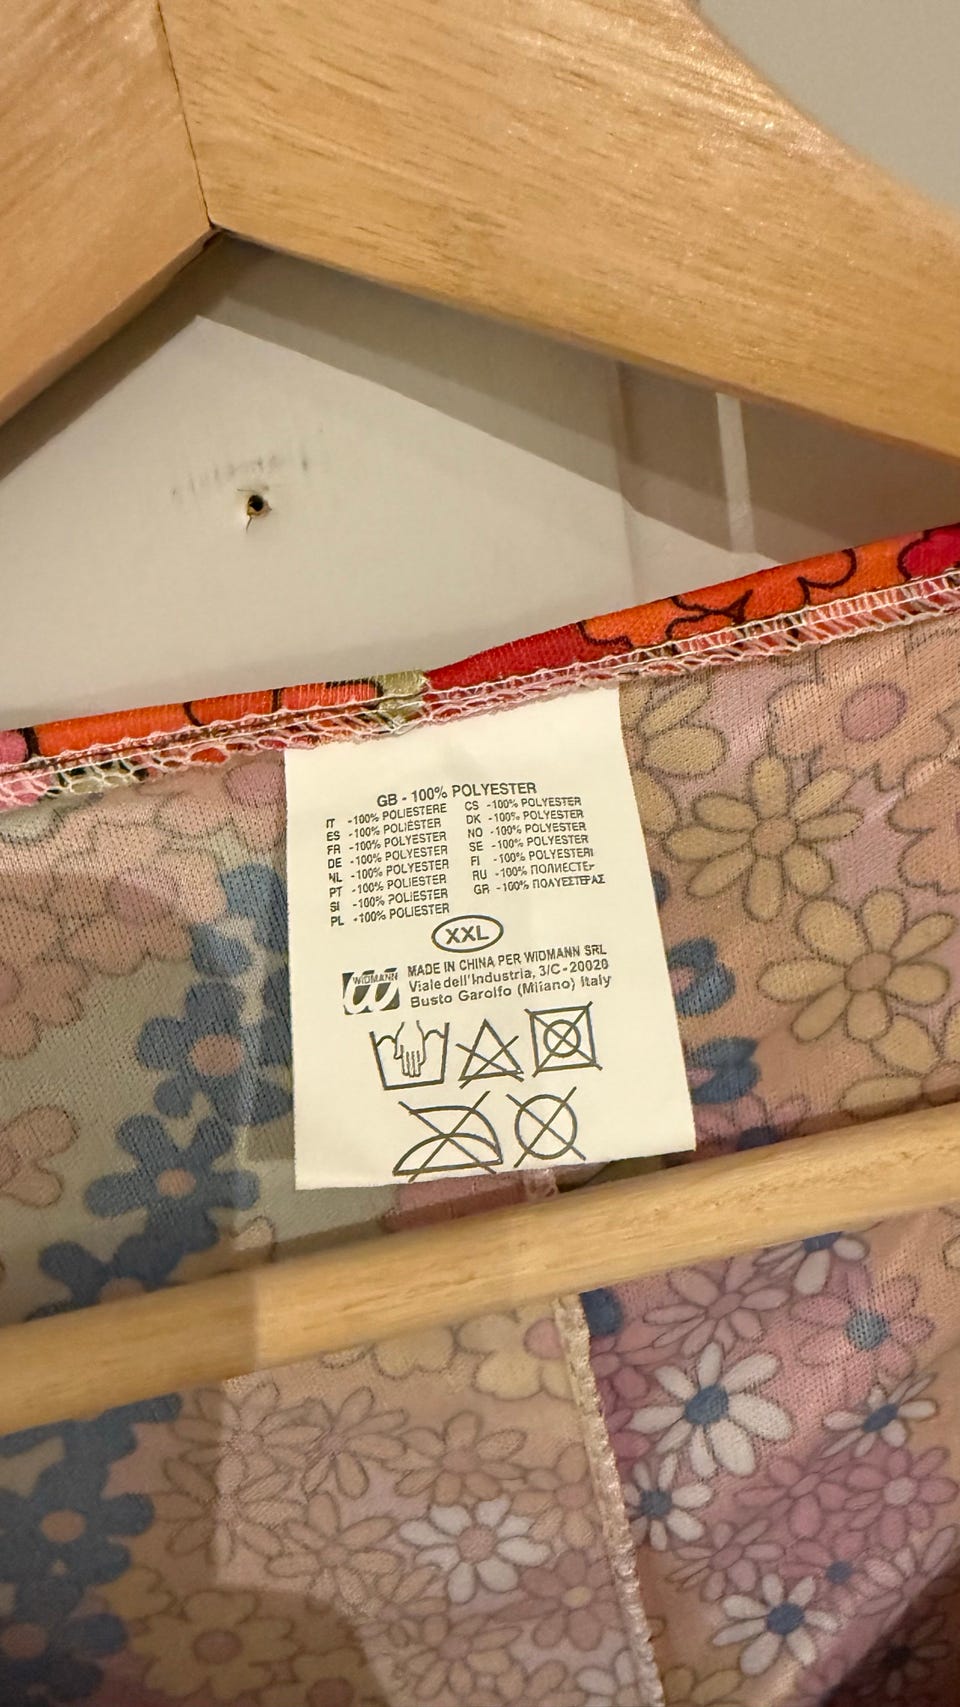 GB - 100% POLYESTER
IT -100% POLIESTERE
ES -100% POLIÉSTER
FR -100% POLYESTER
DE -100% POLYESTER
NL -100% POLYESTER
PT -100% POLYESTER
SI -100% POLIESTER
PL -100% POLIESTER
CS -100% POLYESTER
DK -100% POLYESTER
NO -100% POLYESTER
SE -100% POLYESTER
FI -100% POLYESTERI
RU -100% ПОЛИЕСТЕР
GR -100% ΠΟΛΥΕΣΤΕΡΑΣ
XXL
WIDMANN
MADE IN CHINA PER WIDMANN SRL
Viale dell'Industria, 3/C - 20020
Busto Garolfo (Milano) Italy